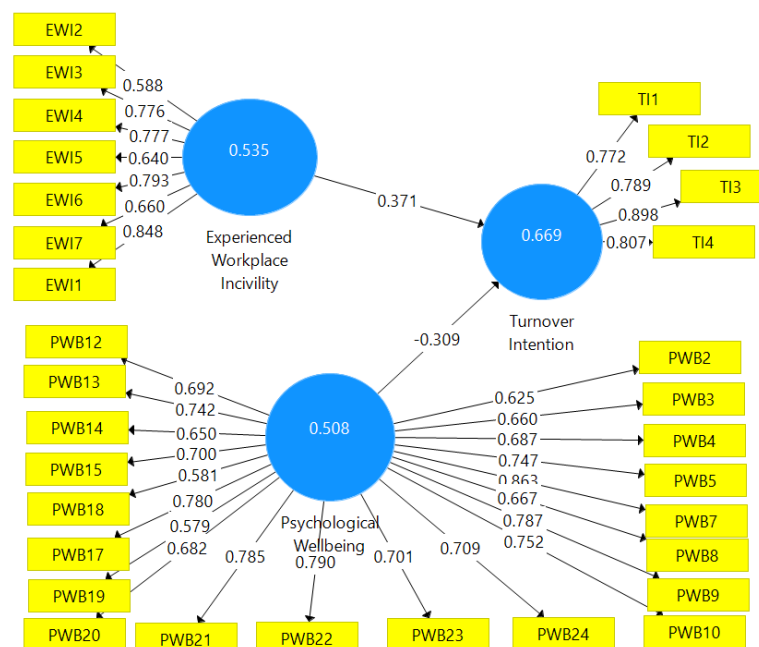 EWI2
EWI3
EWI4
EWI5
EWI6
EWI7
EWI1
0.588
0.776
0.777
0.640
0.793
0.660
0.848
0.535
Experienced
Workplace
Incivility
0.371
TI1
TI2
TI3
TI4
0.772
0.789
0.898
0.807
0.669
Turnover
Intention
-0.309
PWB12
PWB13
PWB14
PWB15
PWB18
PWB17
PWB19
PWB20
0.692
0.742
0.650
0.700
0.581
0.780
0.579
0.682
0.508
Psychological
Wellbeing
0.625
0.660
0.687
0.747
0.863
0.667
0.787
0.752
PWB2
PWB3
PWB4
PWB5
PWB7
PWB8
PWB9
PWB10
0.785
0.790
0.701
0.709
PWB21
PWB22
PWB23
PWB24